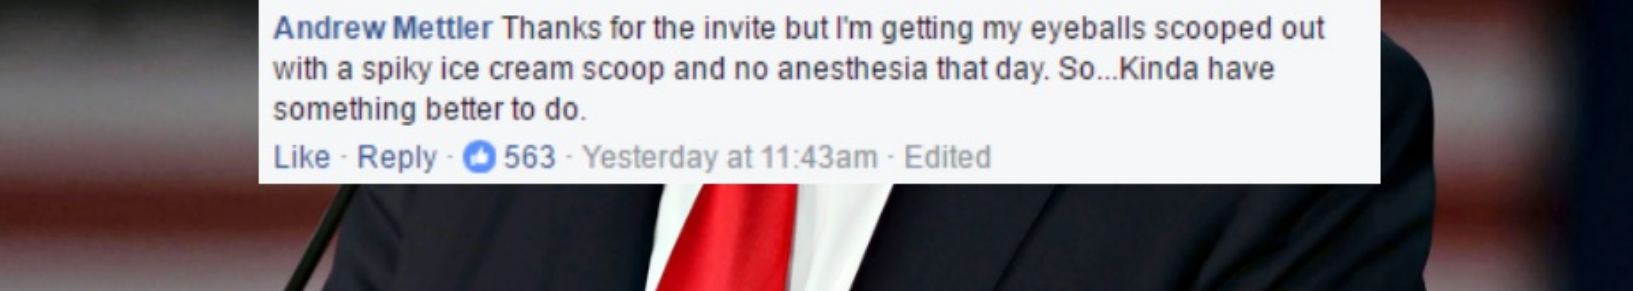 Andrew Mettler Thanks for the invite but I'm getting my eyeballs scooped out
with a spiky ice cream scoop and no anesthesia that day. So...Kinda have
something better to do.
Like · Reply · 563 · Yesterday at 11:43am · Edited